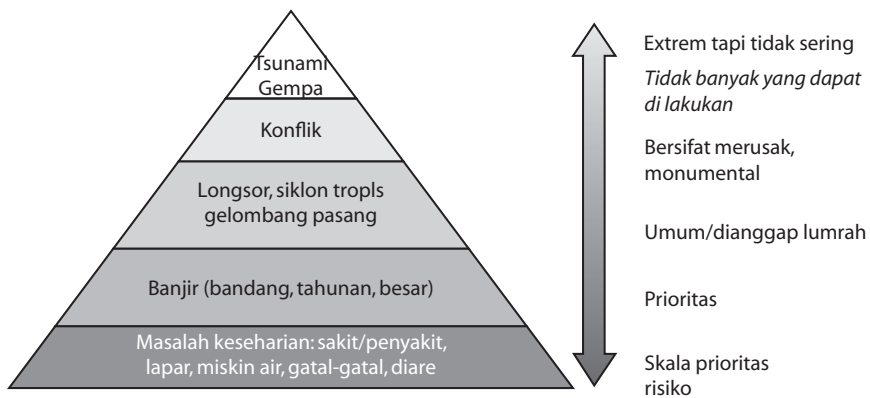 Tsunami
Gempa
Konflik
Longsor, siklon tropls
gelombang pasang
Banjir (bandang, tahunan, besar)
Masalah keseharian: sakit/penyakit,
lapar, miskin air, gatal-gatal, diare
Extrem tapi tidak sering
Tidak banyak yang dapat
di lakukan
Bersifat merusak,
monumental
Umum/dianggap lumrah
Prioritas
Skala prioritas
risiko